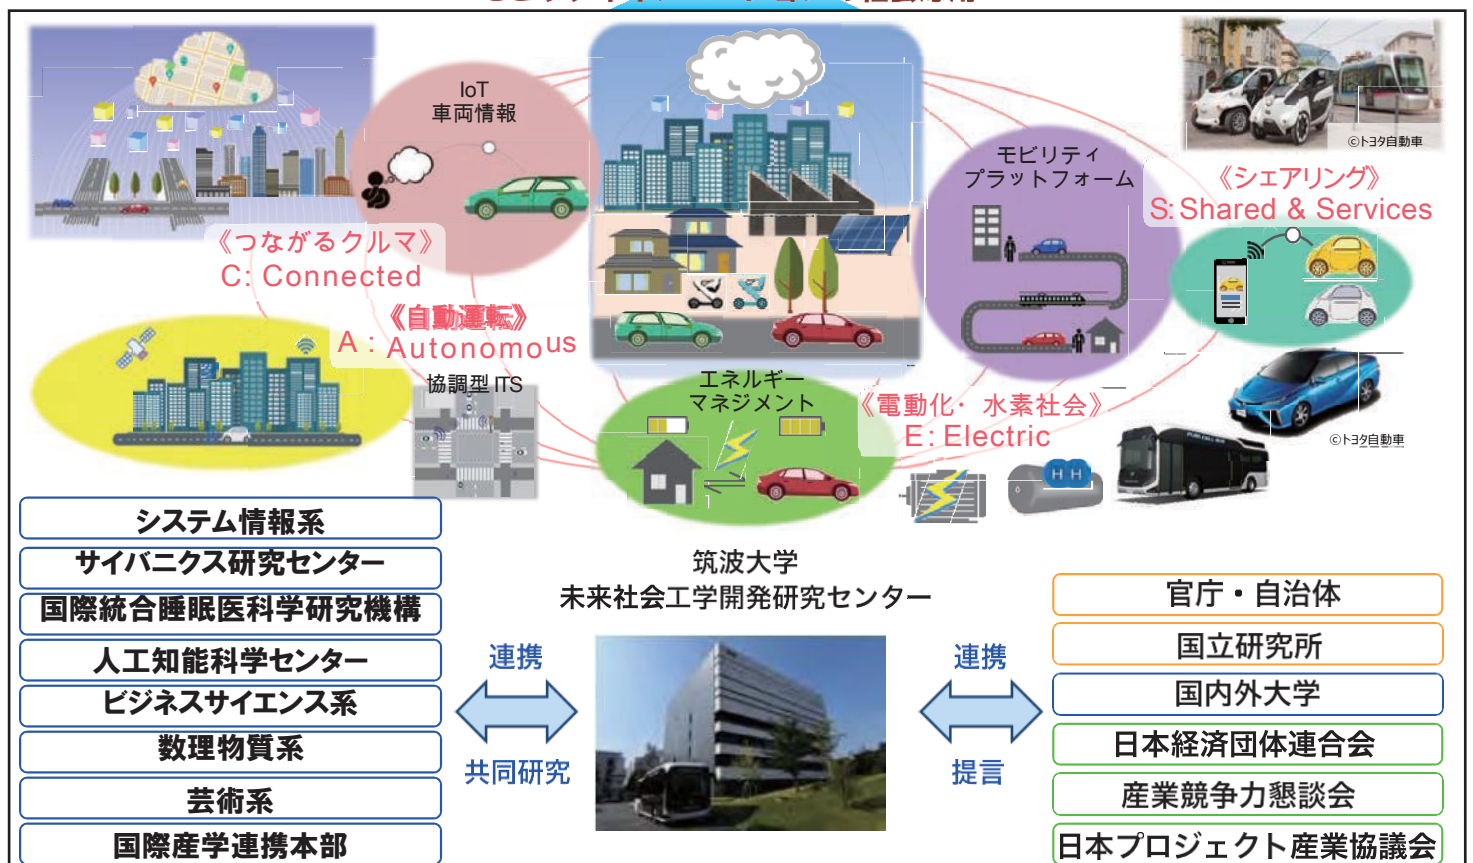 IoT
車両情報
©トヨタ自動車
モビリティ
プラットフォーム
《シェアリング》
S: Shared & Services
《つながるクルマ》
C: Connected
《自動運転》
A : Autonomous
協調型 ITS
エネルギー
マネジメント
《電動化・水素社会》
E: Electric
©トヨタ自動車
H H
システム情報系
サイバニクス研究センター
国際統合睡眠医科学研究機構
人工知能科学センター
ビジネスサイエンス系
数理物質系
芸術系
国際産学連携本部
筑波大学
未来社会工学開発研究センター
連携
共同研究
連携
提言
官庁・自治体
国立研究所
国内外大学
日本経済団体連合会
産業競争力懇談会
日本プロジェクト産業協議会